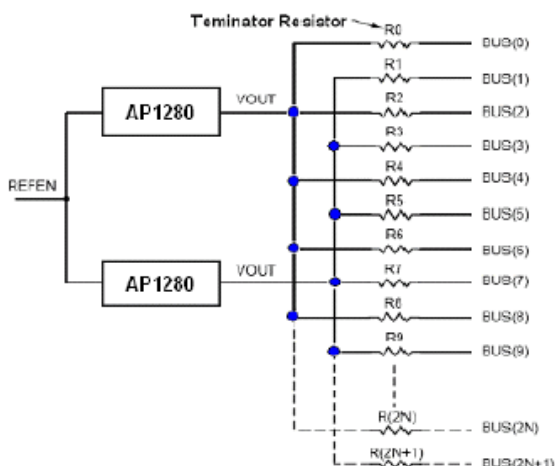 Teminator Resistor
R0 BUS(0)
R1 BUS(1)
VOUT R2 BUS(2)
AP1280
R3 BUS(3)
R4 BUS(4)
REFEN
R5 BUS(5)
R6 BUS(6)
VOUT R7 BUS(7)
AP1280
R8 BUS(8)
R9 BUS(9)
R(2N) BUS(2N)
R(2N+1) BUS(2N+1)